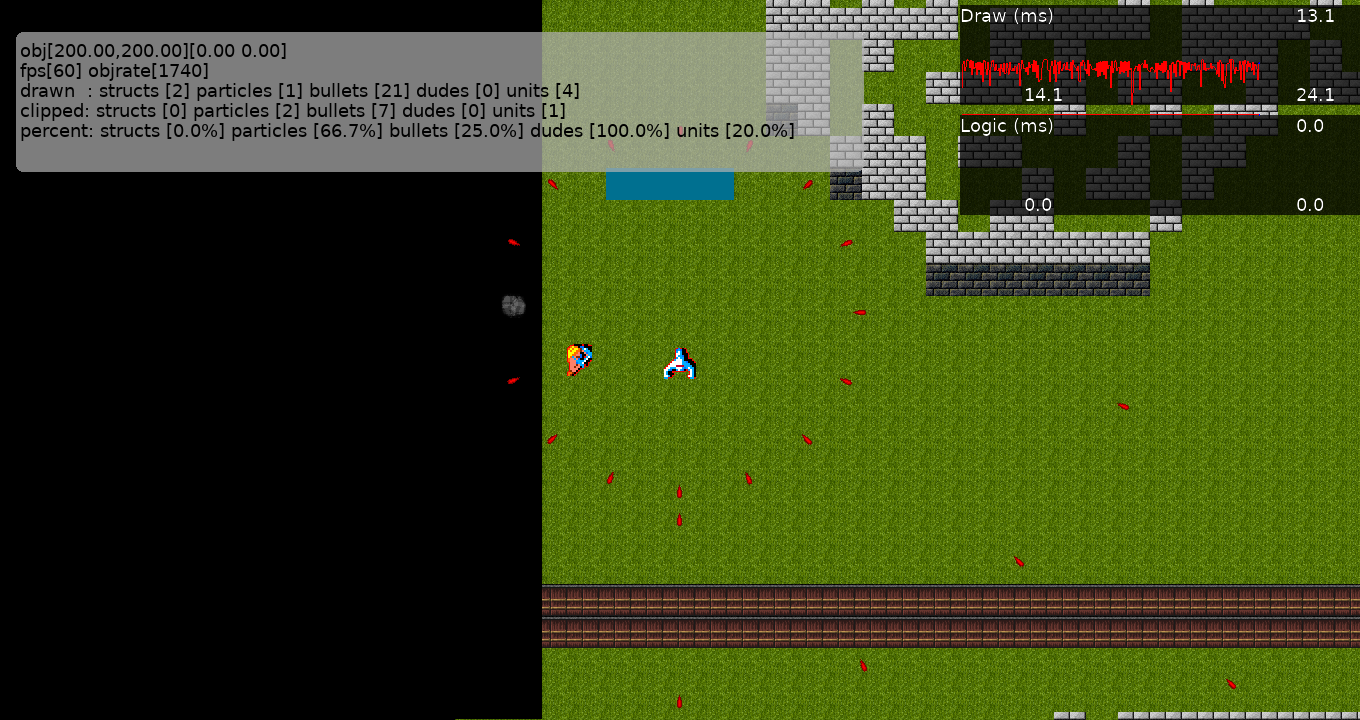 obj[200.00,200.00][0.00 0.00]
fps[60] objrate[1740]
drawn  : structs [2] particles [1] bullets [21] dudes [0] units [4]
clipped: structs [0] particles [2] bullets [7] dudes [0] units [1]
percent: structs [0.0%] particles [66.7%] bullets [25.0%] dudes [100.0%] units [20.0%]
Draw (ms) 13.1
14.1 24.1
Logic (ms) 0.0
0.0 0.0